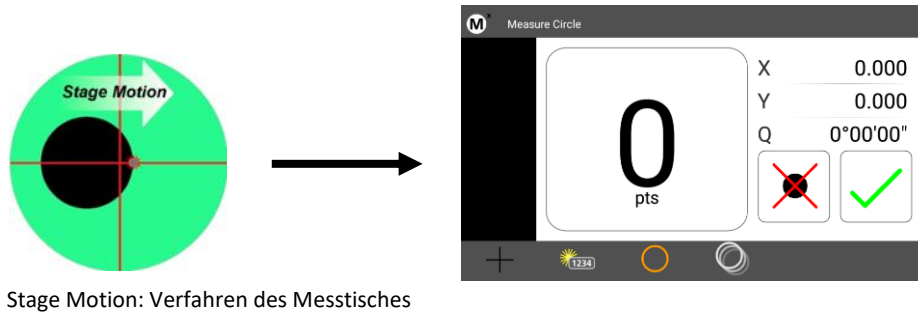 Stage Motion
M x Measure Circle
0
pts
X 0.000
Y 0.000
Q 0°00'00"
1234
Stage Motion: Verfahren des Messtisches